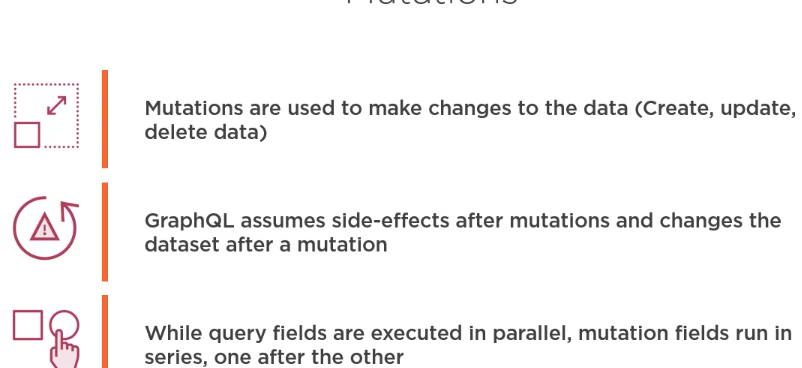 Mutations
Mutations are used to make changes to the data (Create, update,
delete data)
GraphQL assumes side-effects after mutations and changes the
dataset after a mutation
While query fields are executed in parallel, mutation fields run in
series, one after the other